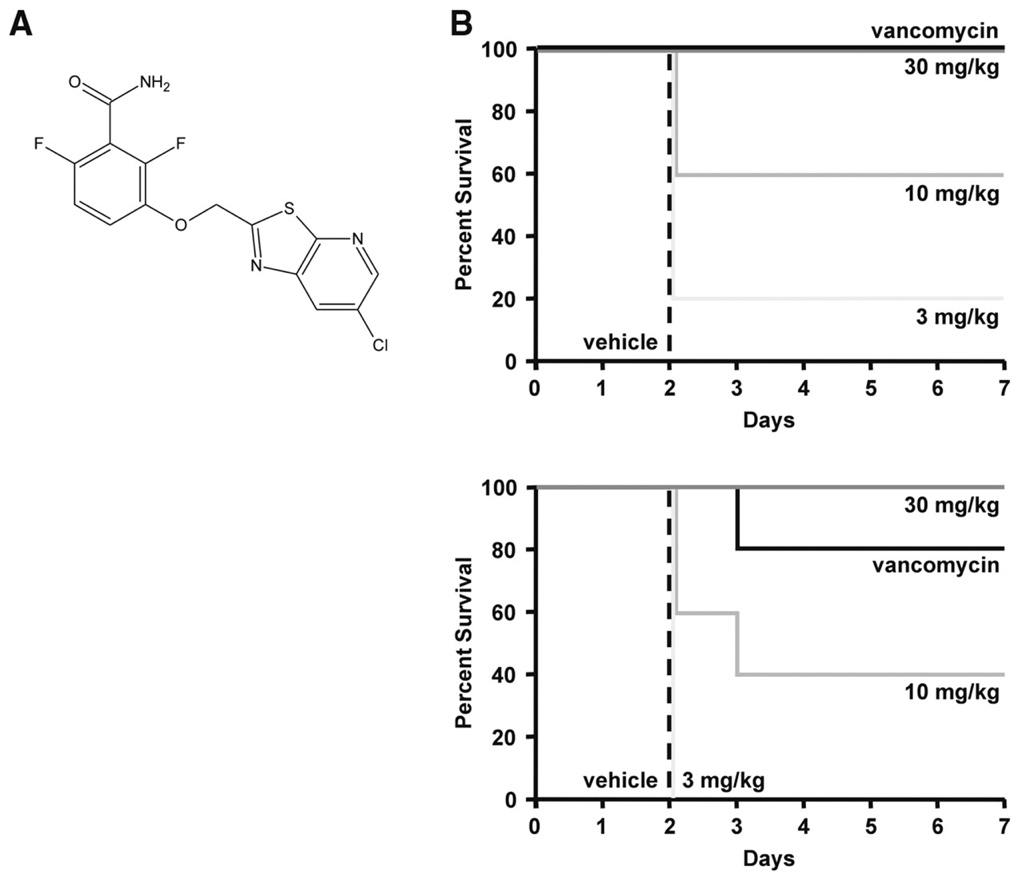 A
O
NH2
F
F
O
S
N
N
Cl
B
Percent Survival
100
80
60
40
20
0
vancomycin
30 mg/kg
10 mg/kg
3 mg/kg
vehicle
0 1 2 3 4 5 6 7
Days
Percent Survival
100
80
60
40
20
0
30 mg/kg
vancomycin
10 mg/kg
vehicle 3 mg/kg
0 1 2 3 4 5 6 7
Days